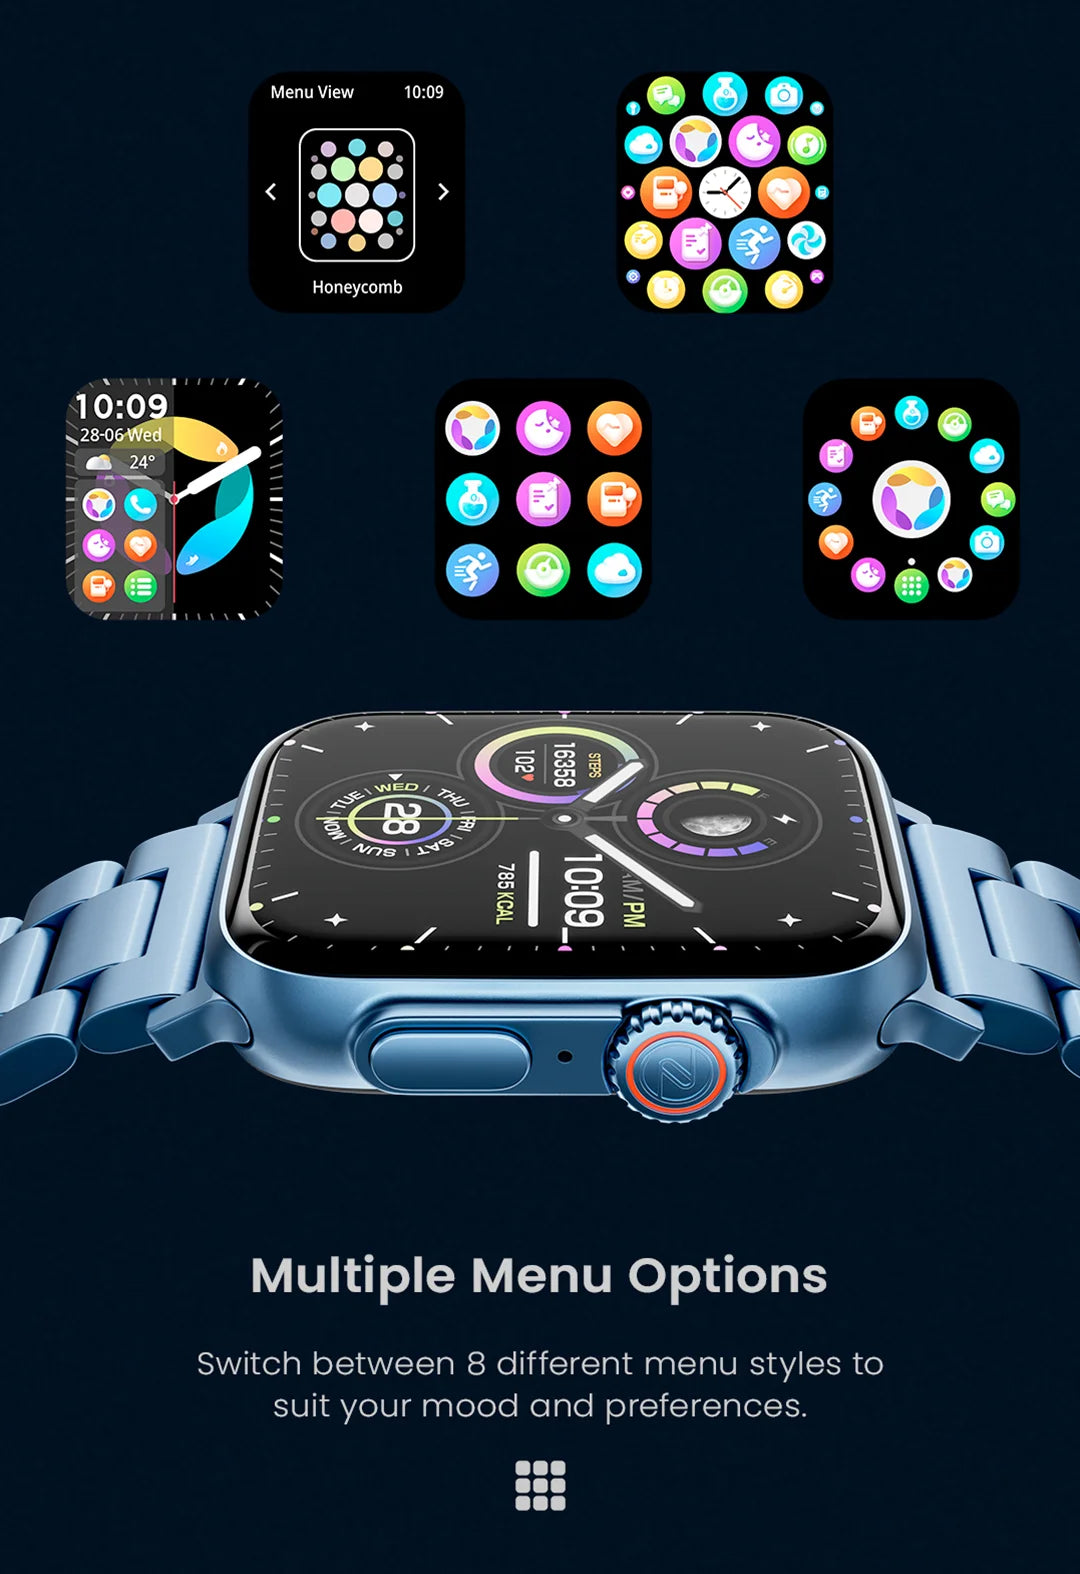 Menu View 10:09
Honeycomb
10:09
28-06 Wed
24°
STEPS
16358
102
MON | TUE | WED | THU | FRI | SAT | SUN
28
F
E
AM/PM
10:09
785 KCAL
Multiple Menu Options
Switch between 8 different menu styles to
suit your mood and preferences.